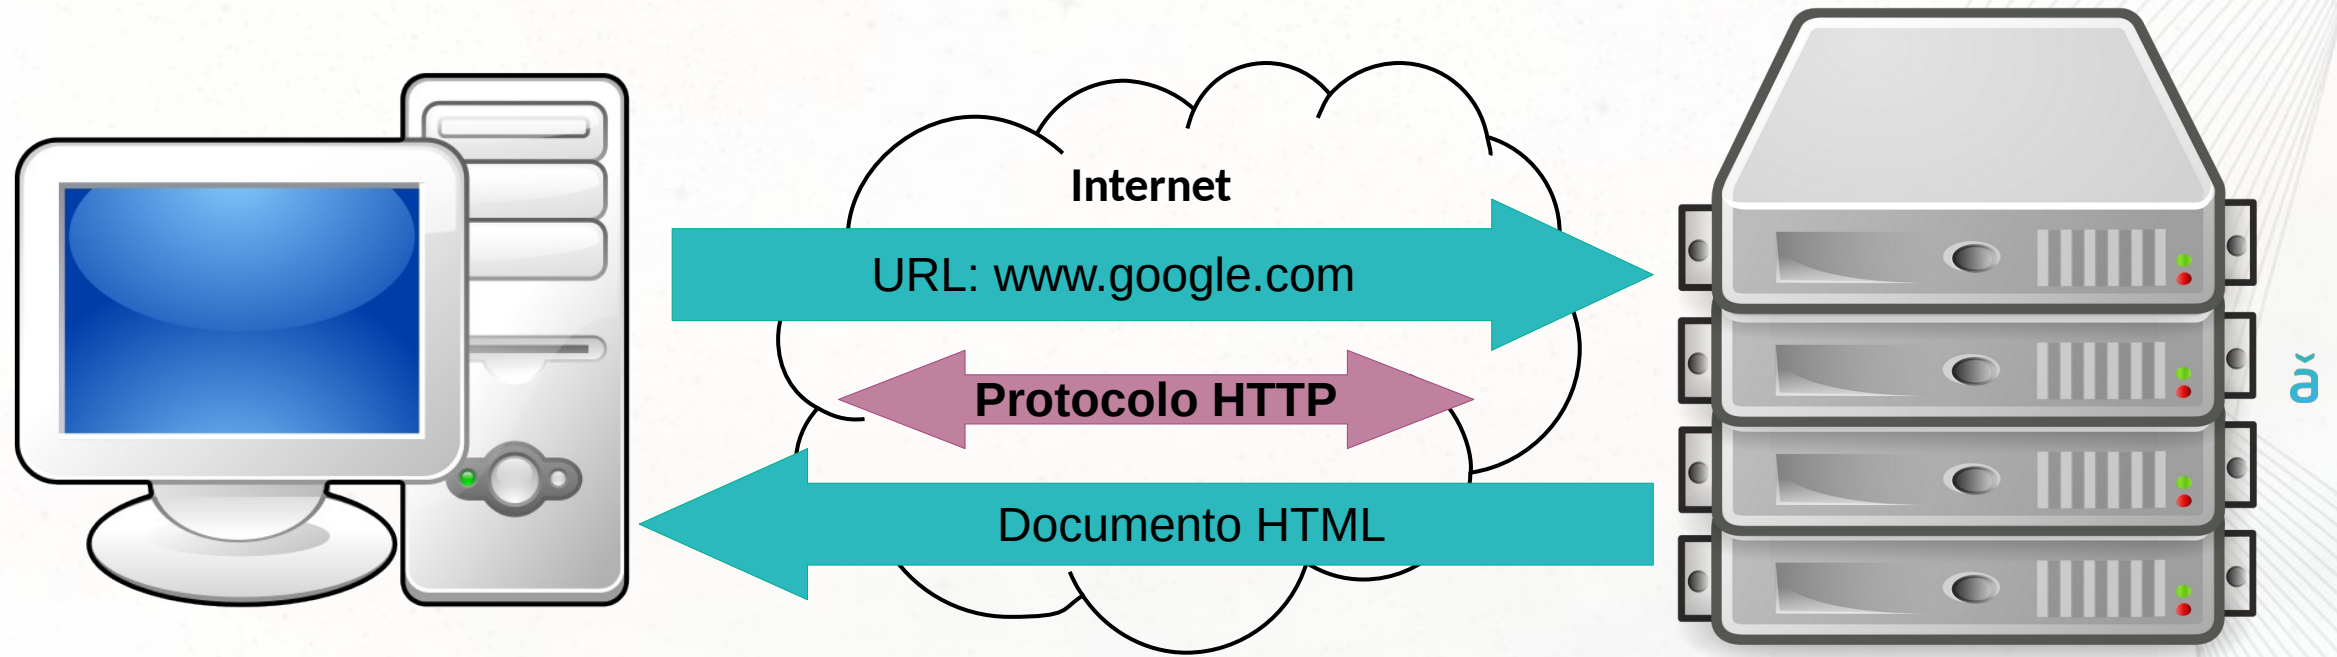 Internet
URL: www.google.com
Protocolo HTTP
Documento HTML
ă